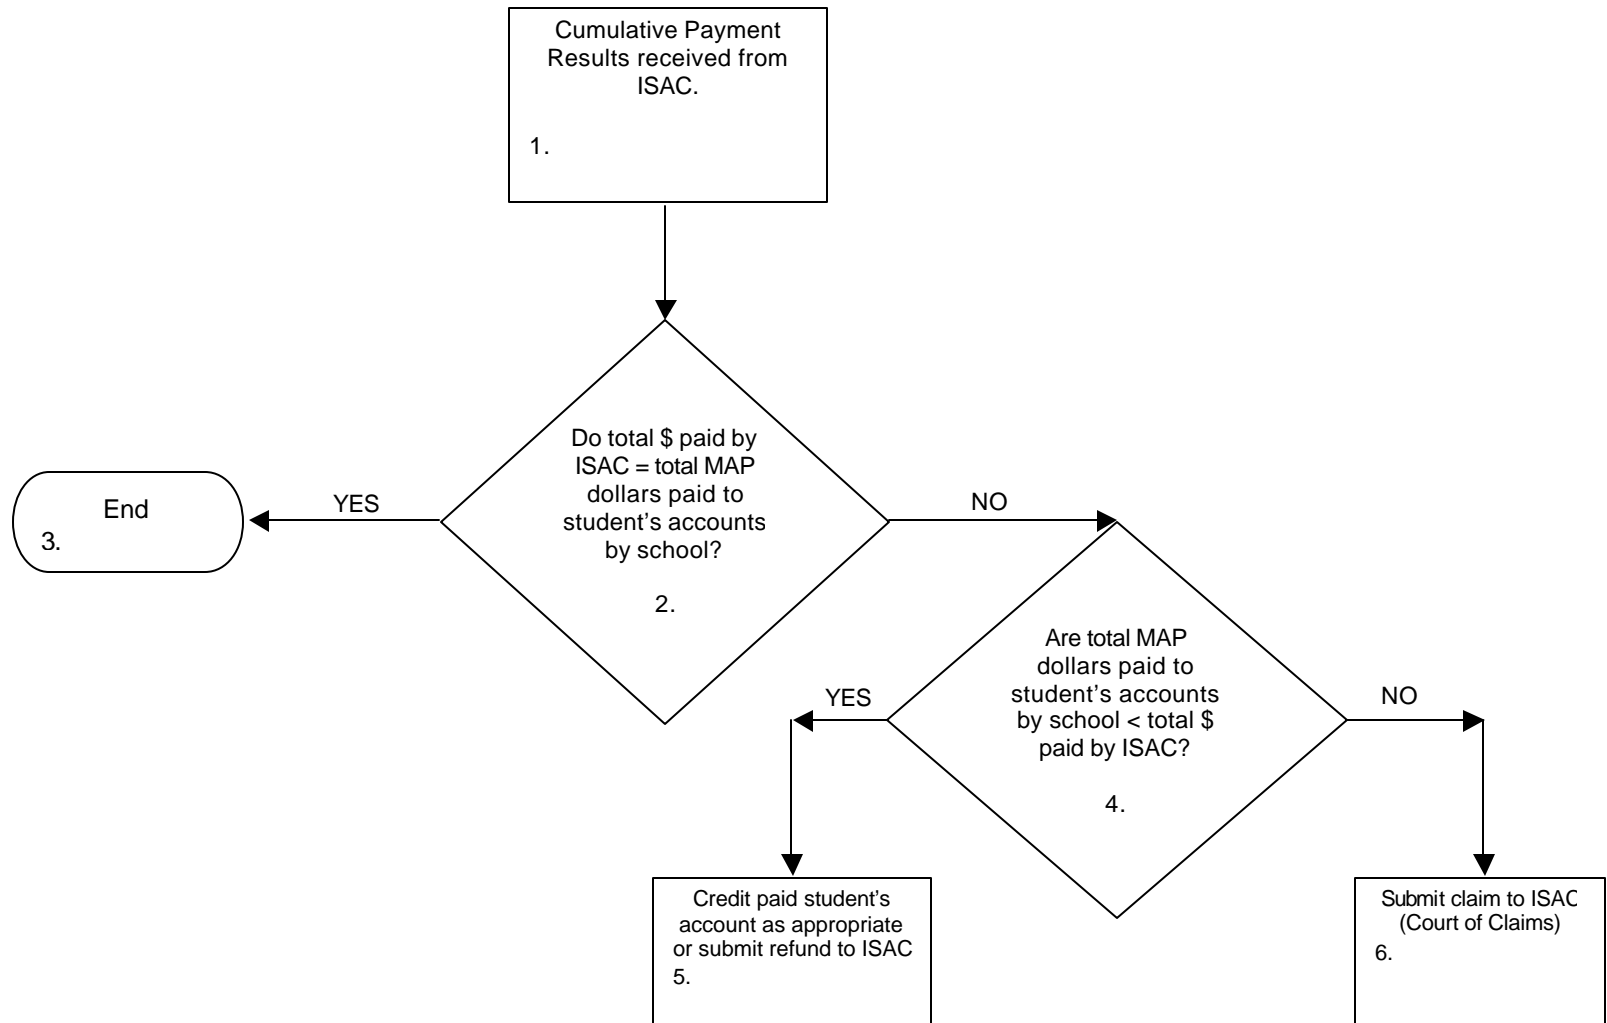 Cumulative Payment
Results received from
ISAC.
1.
Do total $ paid by
ISAC = total MAP
dollars paid to
student’s accounts
by school?
2.
YES
NO
End
3.
Are total MAP
dollars paid to
student’s accounts
by school < total $
paid by ISAC?
4.
YES
NO
Credit paid student’s
account as appropriate
or submit refund to ISAC
5.
Submit claim to ISAC
(Court of Claims)
6.